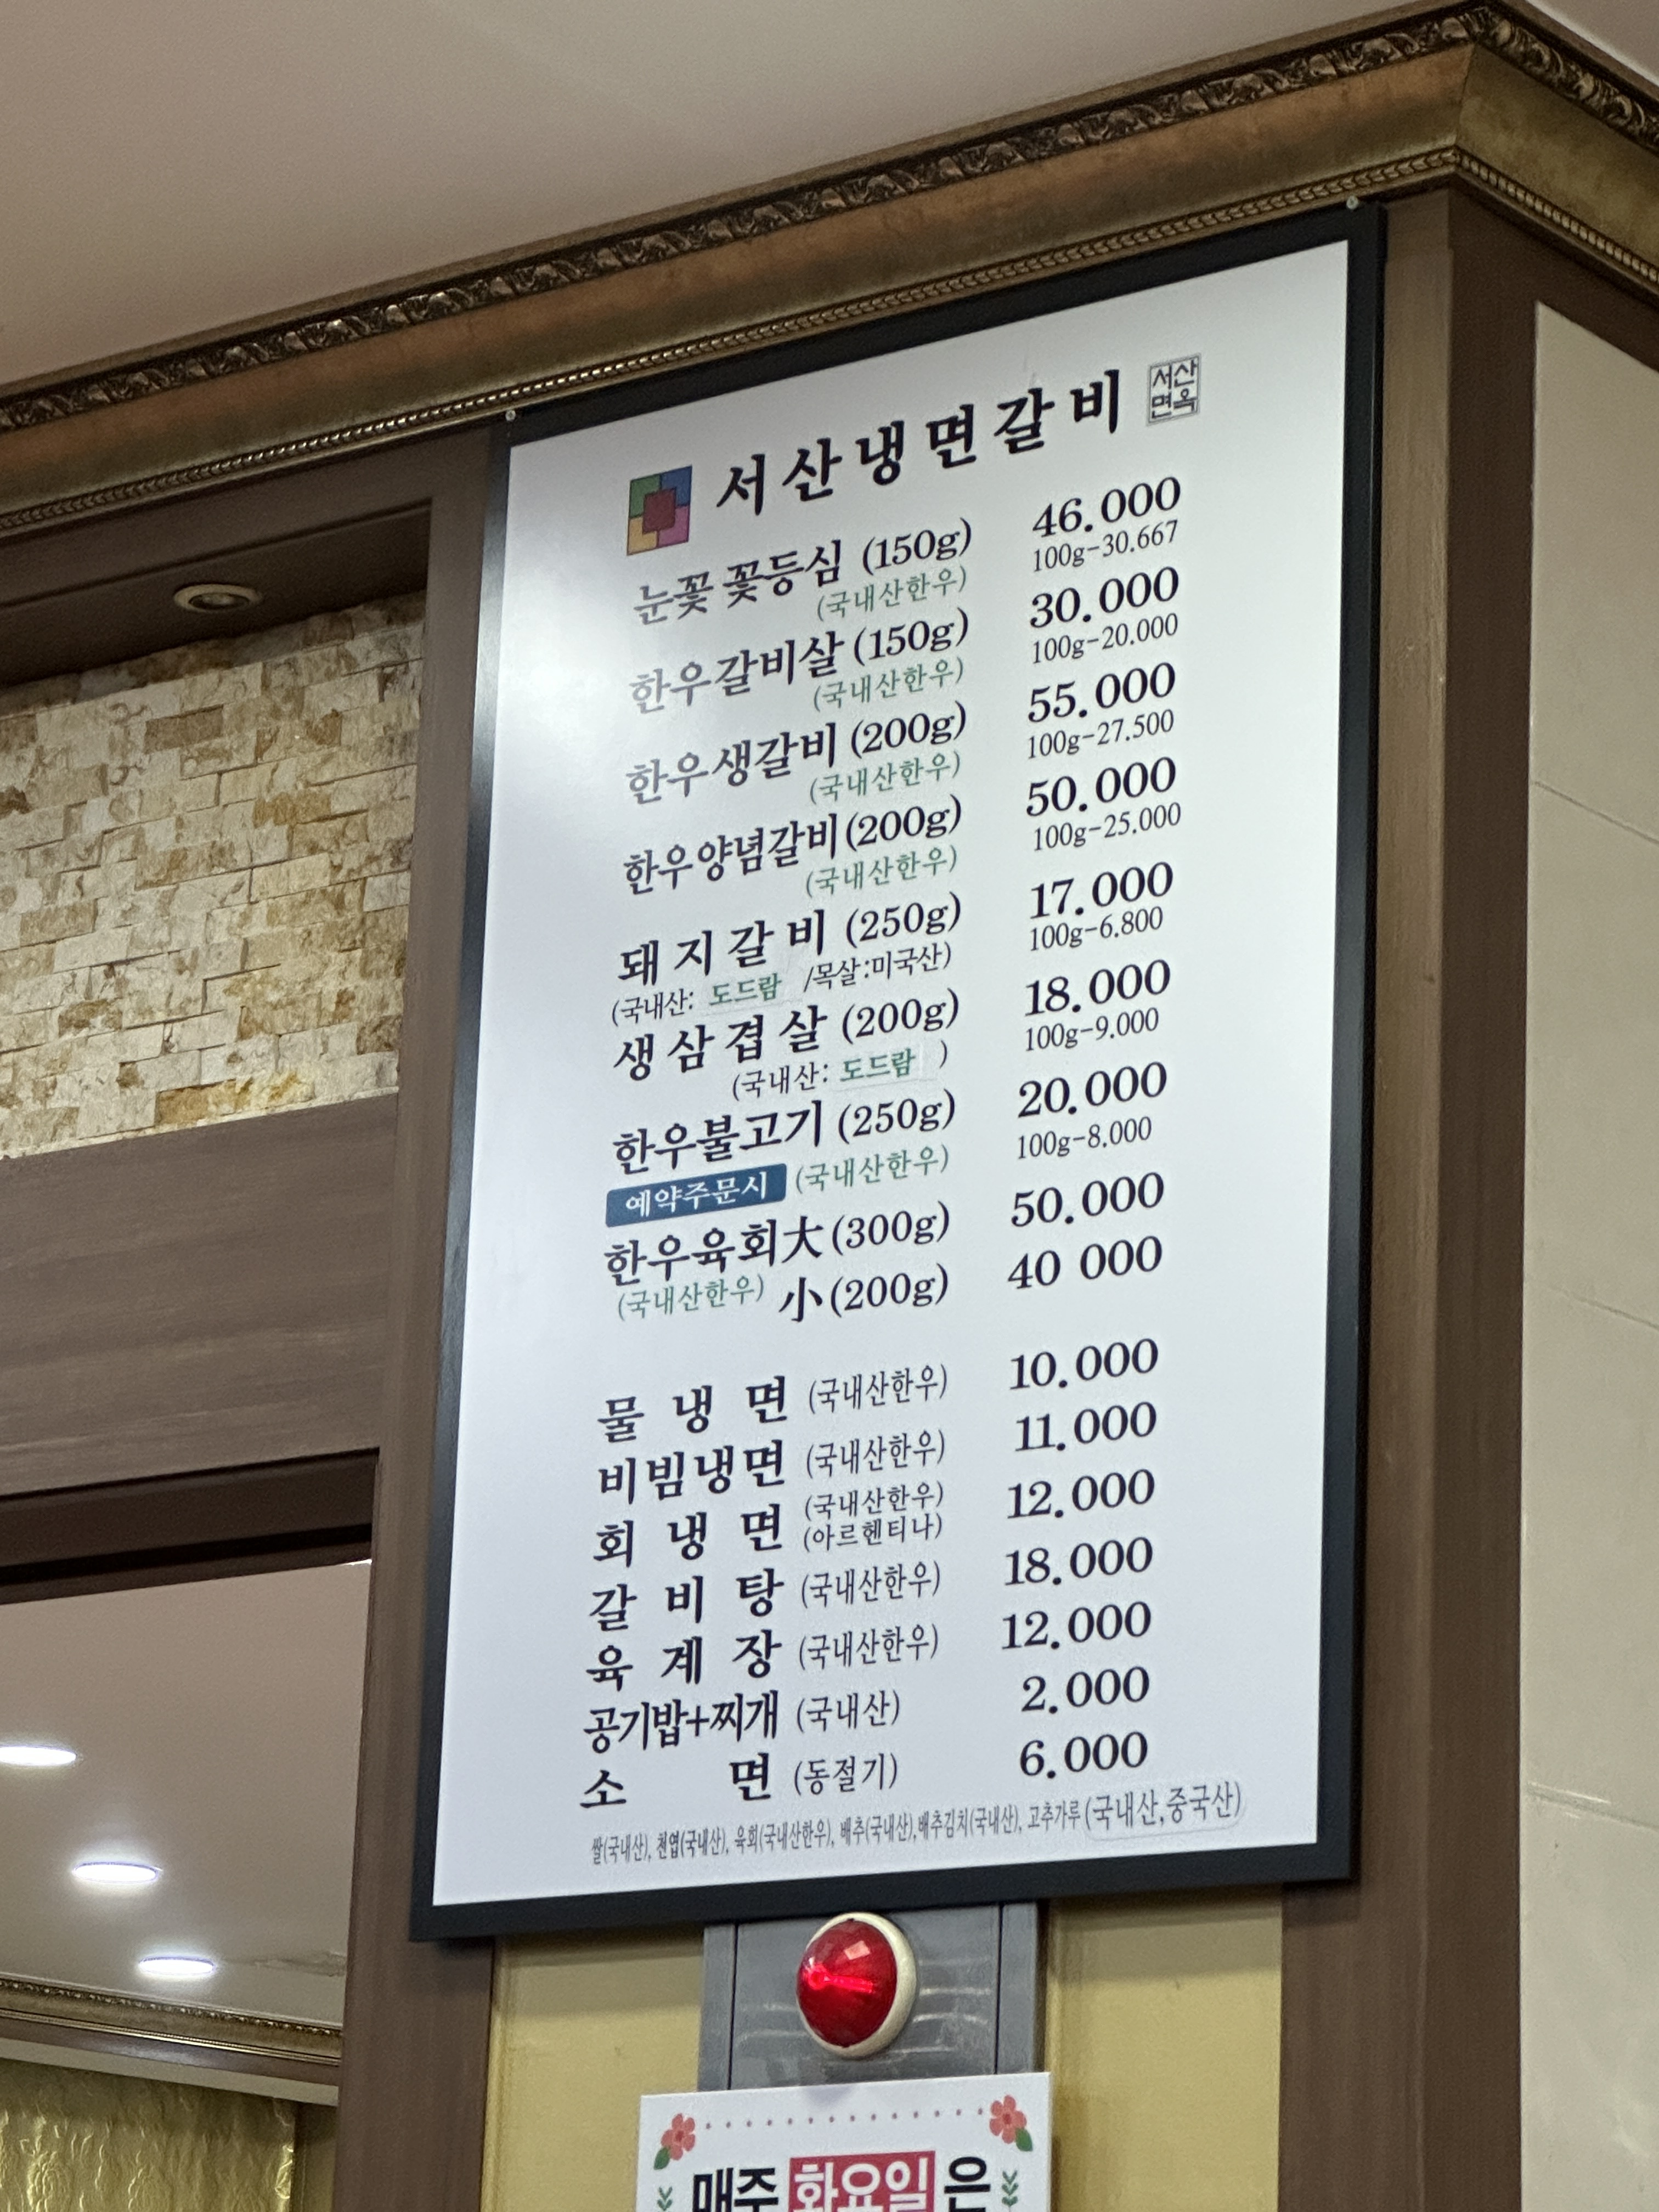 서산냉면갈비 서산
면옥
눈꽃 꽃등심 (150g) 46.000
(국내산한우) 100g-30.667
한우갈비살 (150g) 30.000
(국내산한우) 100g-20.000
한우생갈비 (200g) 55.000
(국내산한우) 100g-27.500
한우양념갈비(200g) 50.000
(국내산한우) 100g-25.000
돼지갈비 (250g) 17.000
(국내산: 도드람 /목살:미국산) 100g-6.800
생삼겹살 (200g) 18.000
(국내산: 도드람 ) 100g-9.000
한우불고기 (250g) 20.000
예약주문시 (국내산한우) 100g-8.000
한우육회大(300g) 50.000
(국내산한우) 小(200g) 40 000
물냉면 (국내산한우) 10.000
비빔냉면 (국내산한우) 11.000
회냉면 (국내산한우) (아르헨티나) 12.000
갈비탕 (국내산한우) 18.000
육계장 (국내산한우) 12.000
공기밥+찌개 (국내산) 2.000
소면 (동절기) 6.000
쌀(국내산), 천엽(국내산), 육회(국내산한우), 배추(국내산),배추김치(국내산), 고추가루(국내산,중국산)
매주 화요일은